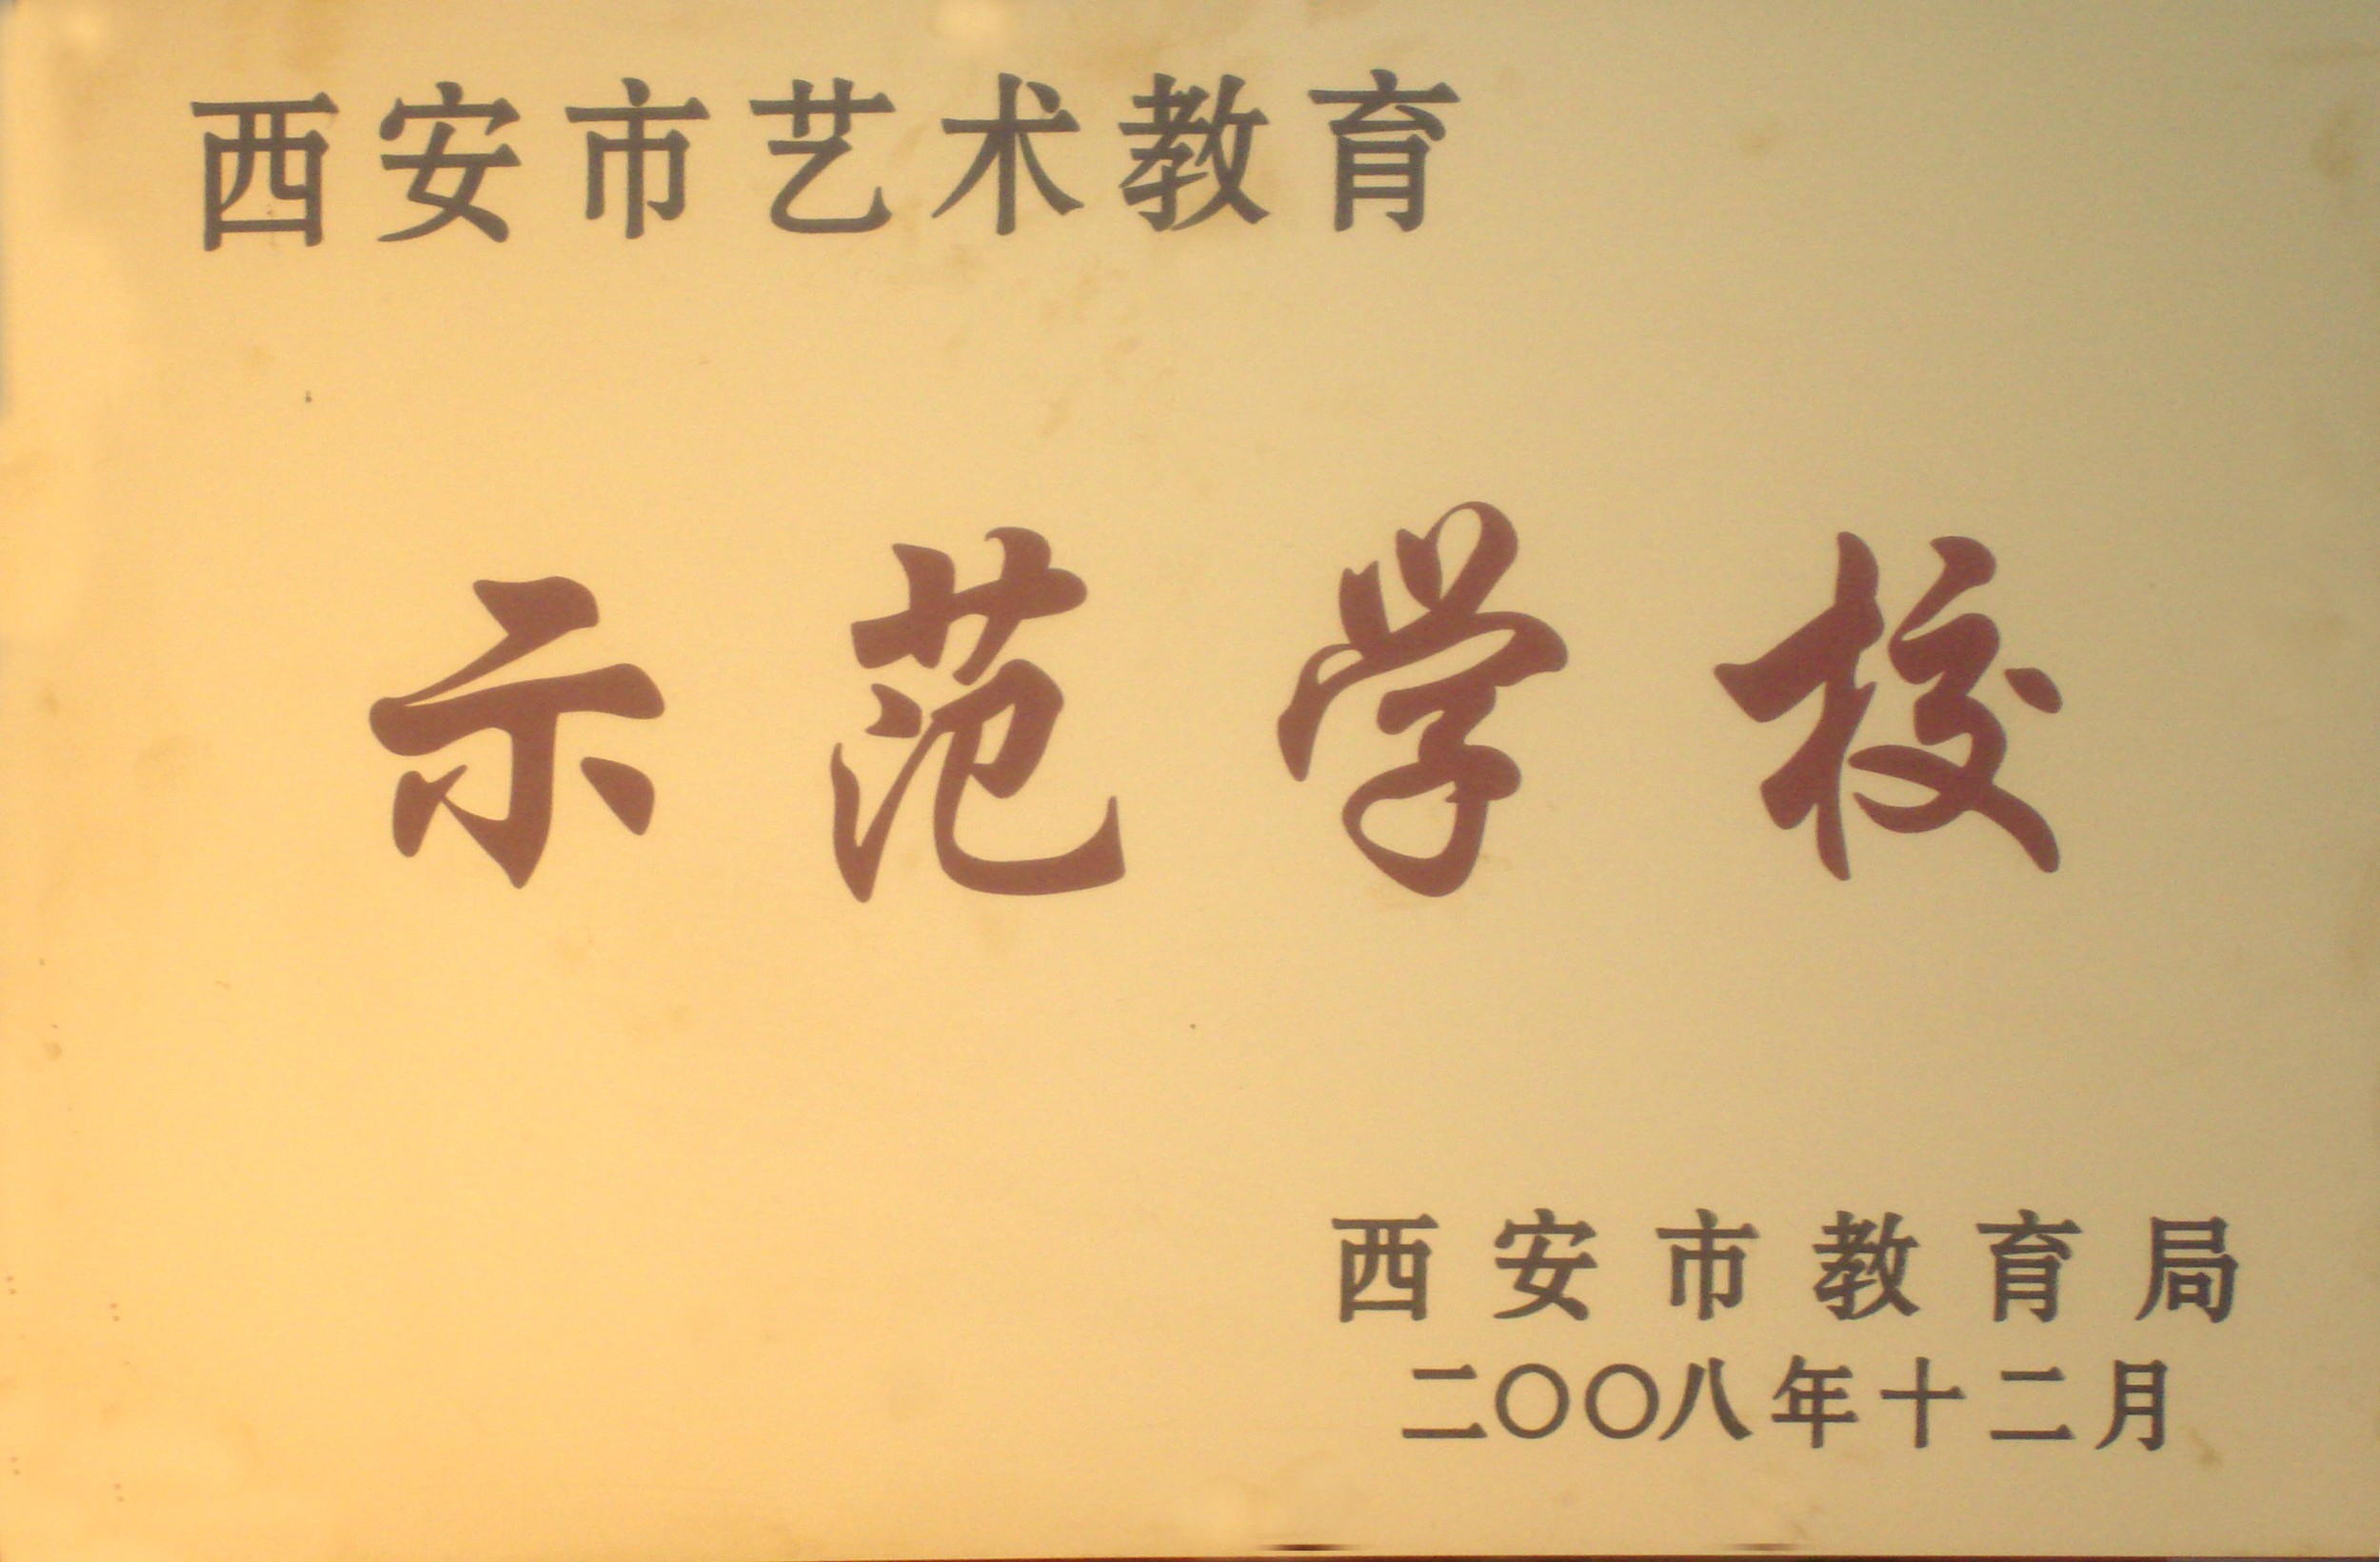 西安市艺术教育
示范学校
西安市教育局
二〇〇八年十二月